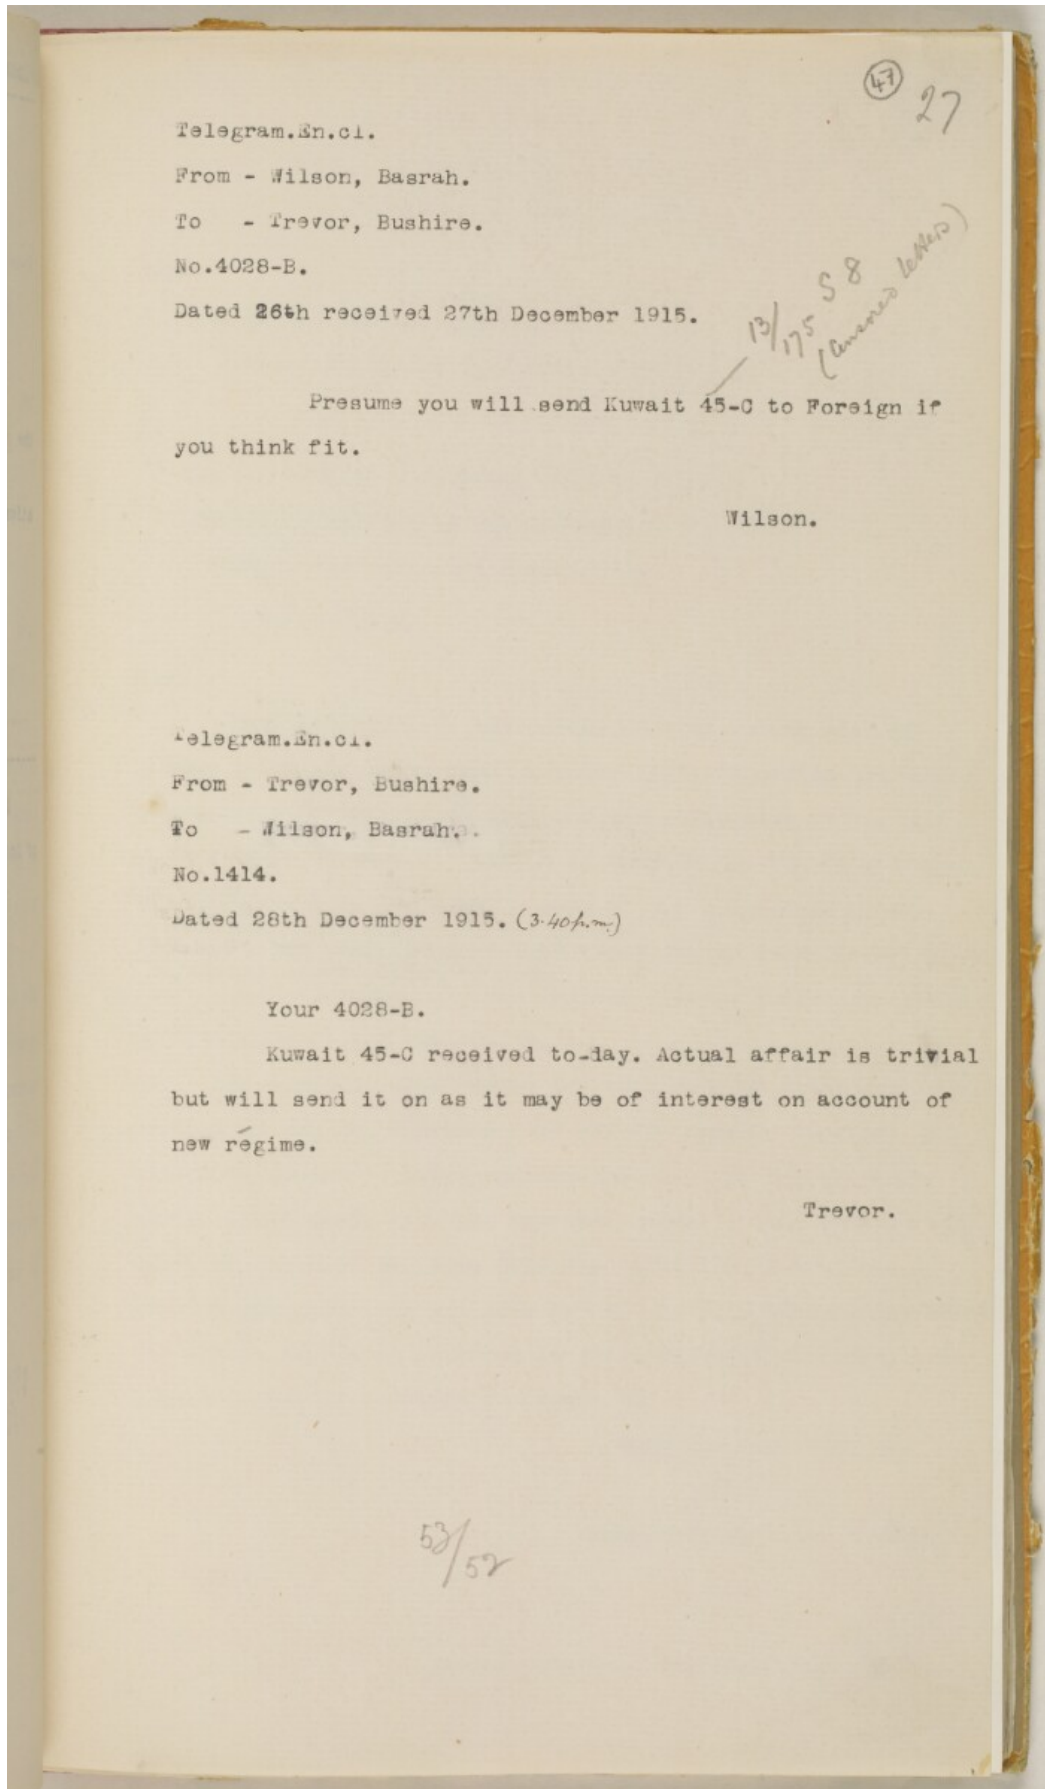 47
27
Telegram.En.cl.
From - Wilson, Basrah.
To - Trevor, Bushire.
No.4028-B.
Dated 26th received 27th December 1915.
13/175 S 8
letters)
Presume you will send Kuwait 45-C to Foreign if
you think fit.
Wilson.
Telegram.En.cl.
From - Trevor, Bushire.
To - Wilson, Basrah.
No.1414.
Dated 28th December 1915. (3.40 p.m.)
Your 4028-B.
Kuwait 45-C received to-day. Actual affair is trivial
but will send it on as it may be of interest on account of
new régime.
Trevor.
53/52